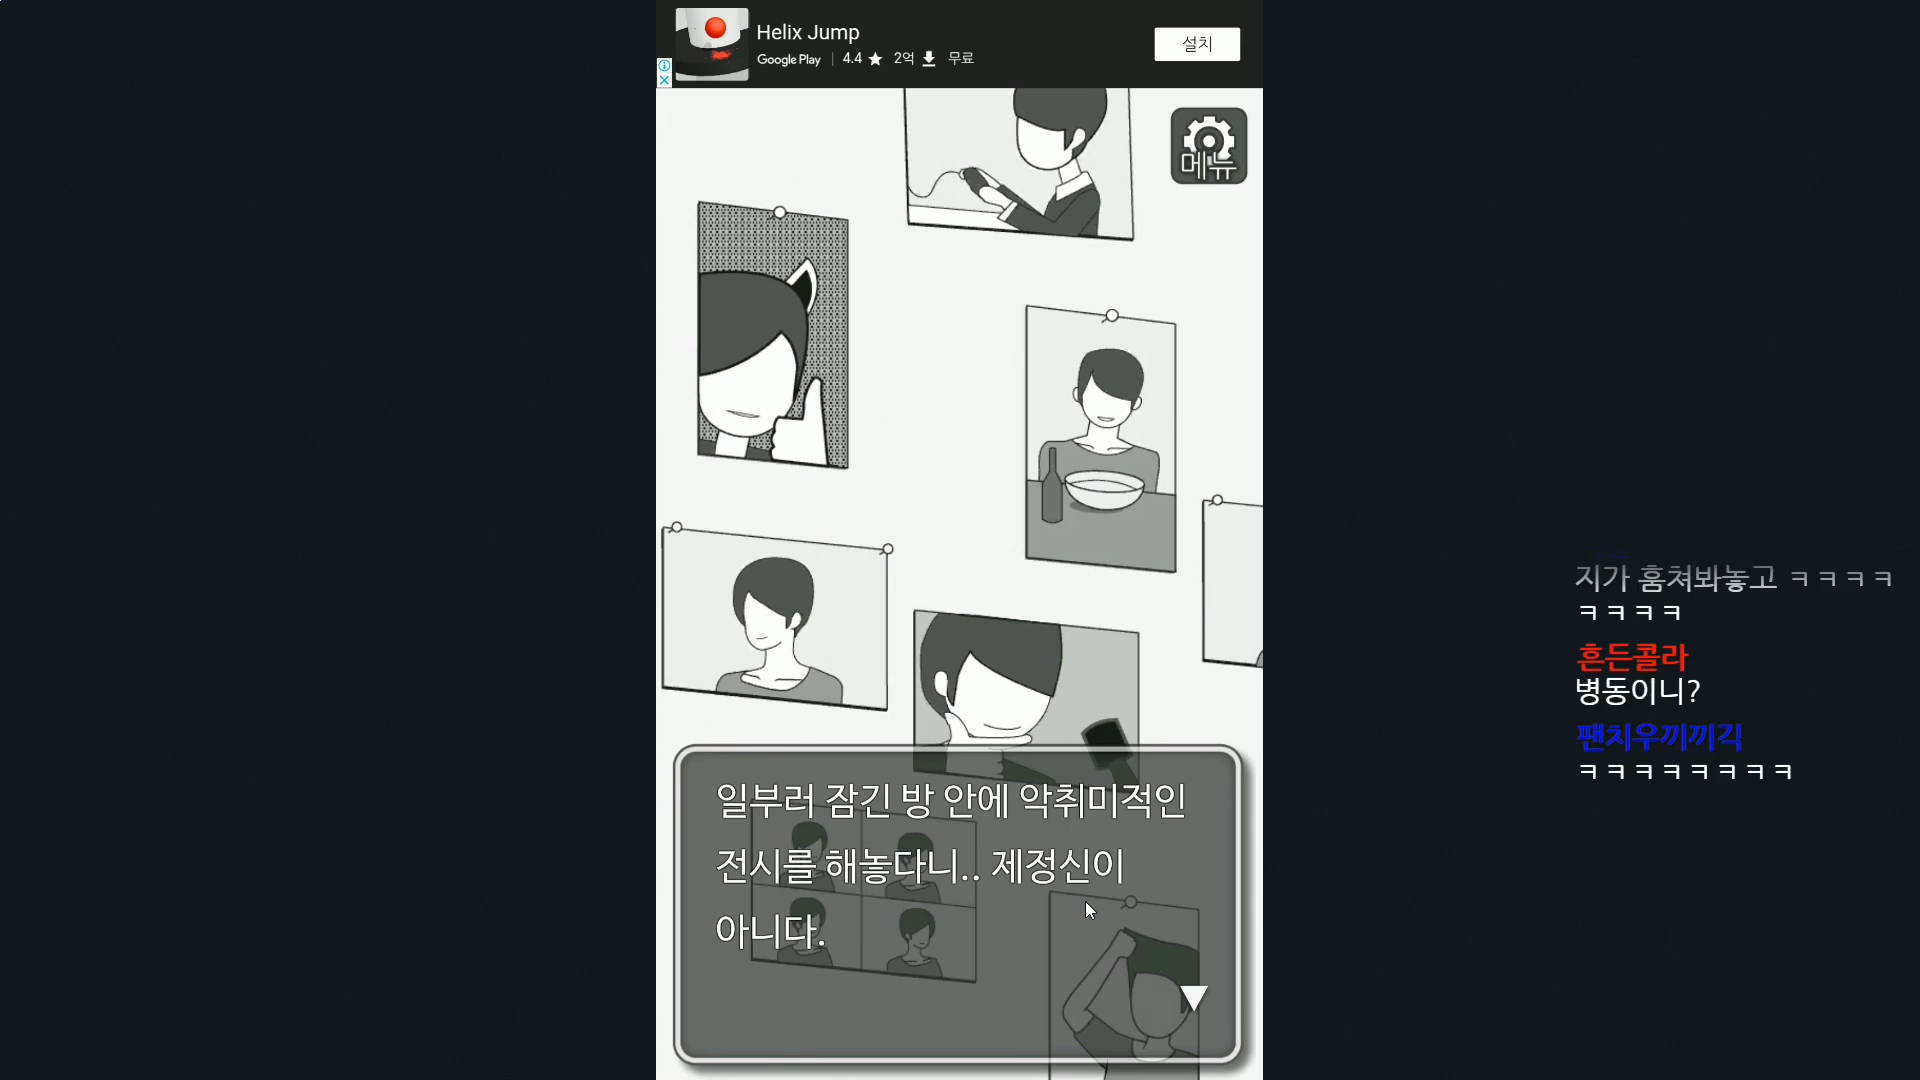 Helix Jump
Google Play | 4.4 ★ 2억 무료
설치
메뉴
일부러 잠긴 방 안에 악취미적인
전시를 해놓다니.. 제정신이
아니다.
지가 훔쳐봐놓고 ㅋㅋㅋㅋ
ㅋㅋㅋㅋ
흔든콜라
병동이니?
팬치우끼끼긱
ㅋㅋㅋㅋㅋㅋㅋㅋ